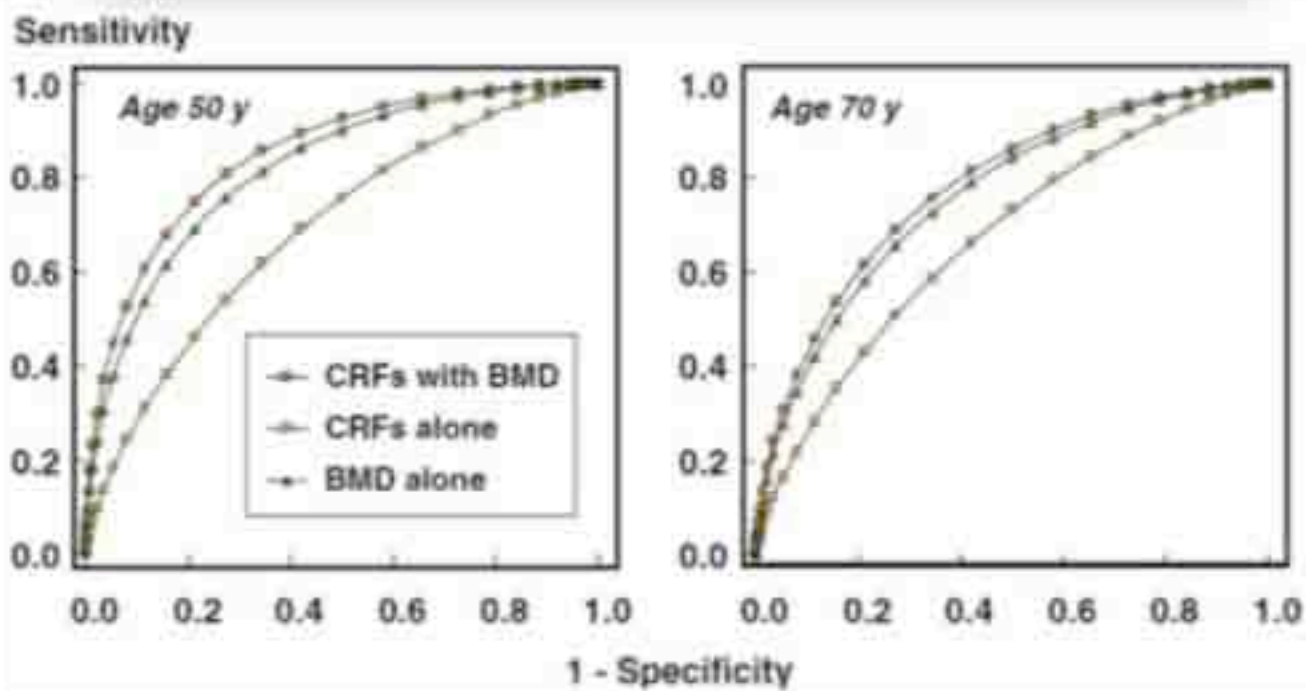 Sensitivity
Age 50 y
1.0
0.8
0.6
0.4
0.2
0.0
CRFs with BMD
CRFs alone
BMD alone
0.0 0.2 0.4 0.6 0.8 1.0
Age 70 y
1.0
0.8
0.6
0.4
0.2
0.0
0.0 0.2 0.4 0.6 0.8 1.0
1 - Specificity